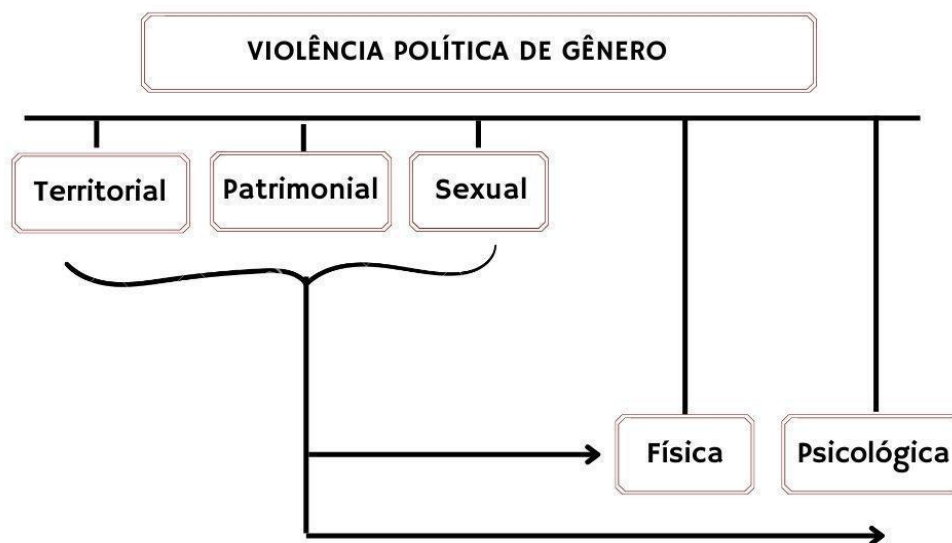 VIOLÊNCIA POLÍTICA DE GÊNERO
Territorial
Patrimonial
Sexual
Física
Psicológica